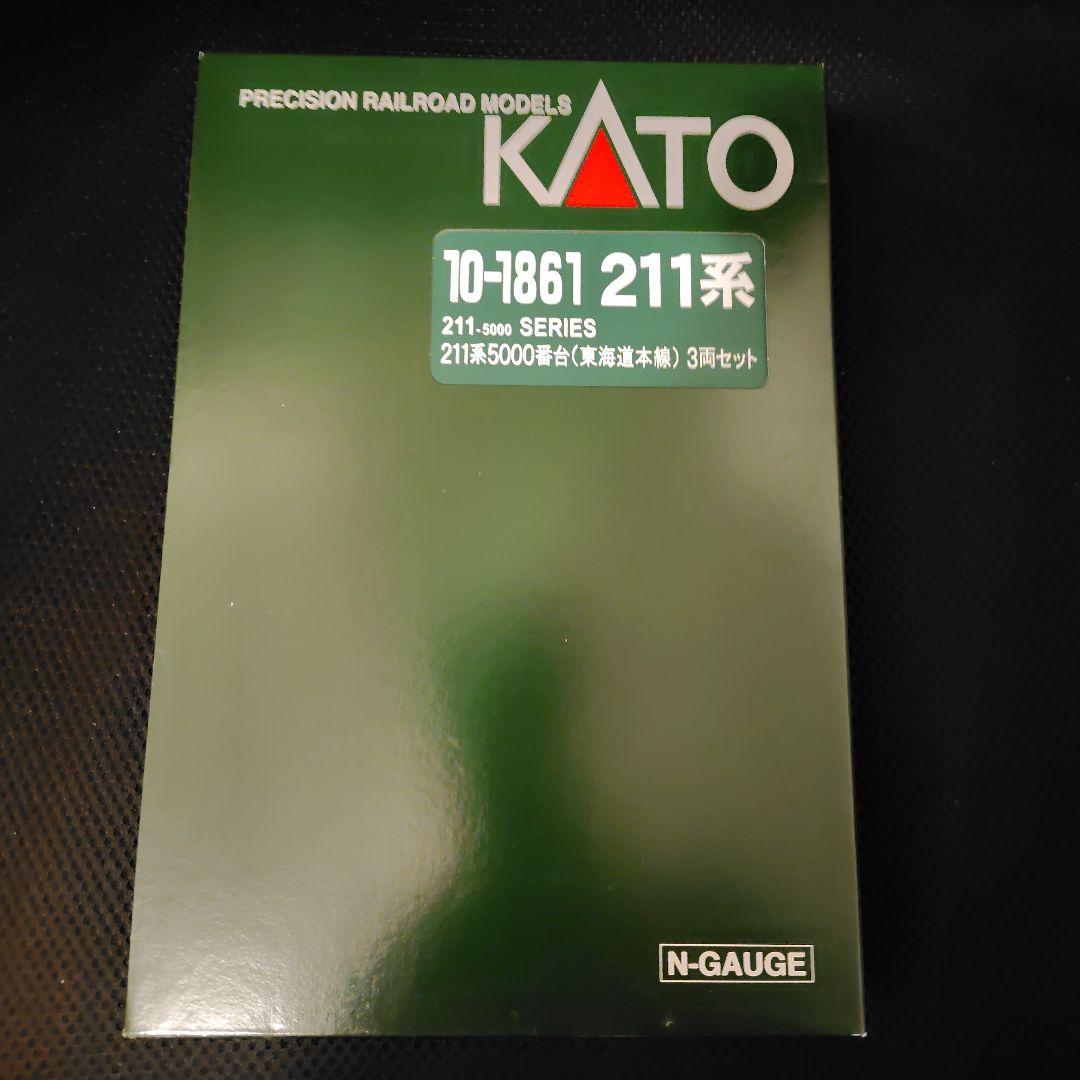 PRECISION RAILROAD MODELS
KATO
10-1861 211系
211-5000 SERIES
211系5000番台(東海道本線) 3両セット
N-GAUGE